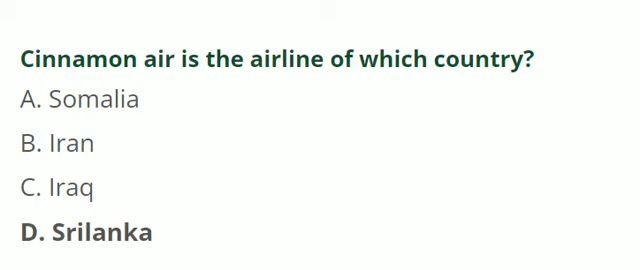 Cinnamon air is the airline of which country?
A. Somalia
B. Iran
C. Iraq
D. Srilanka